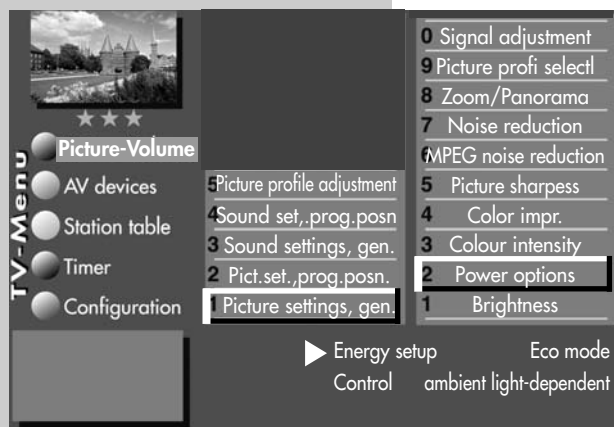 TV-Menu
Picture-Volume
AV devices
Station table
Timer
Configuration
5 Picture profile adjustment
4 Sound set,.prog.posn
3 Sound settings, gen.
2 Pict.set.,prog.posn.
1 Picture settings, gen.
0 Signal adjustment
9 Picture profi selectl
8 Zoom/Panorama
7 Noise reduction
6 MPEG noise reduction
5 Picture sharpess
4 Color impr.
3 Colour intensity
2 Power options
1 Brightness
Energy setup Eco mode
Control ambient light-dependent